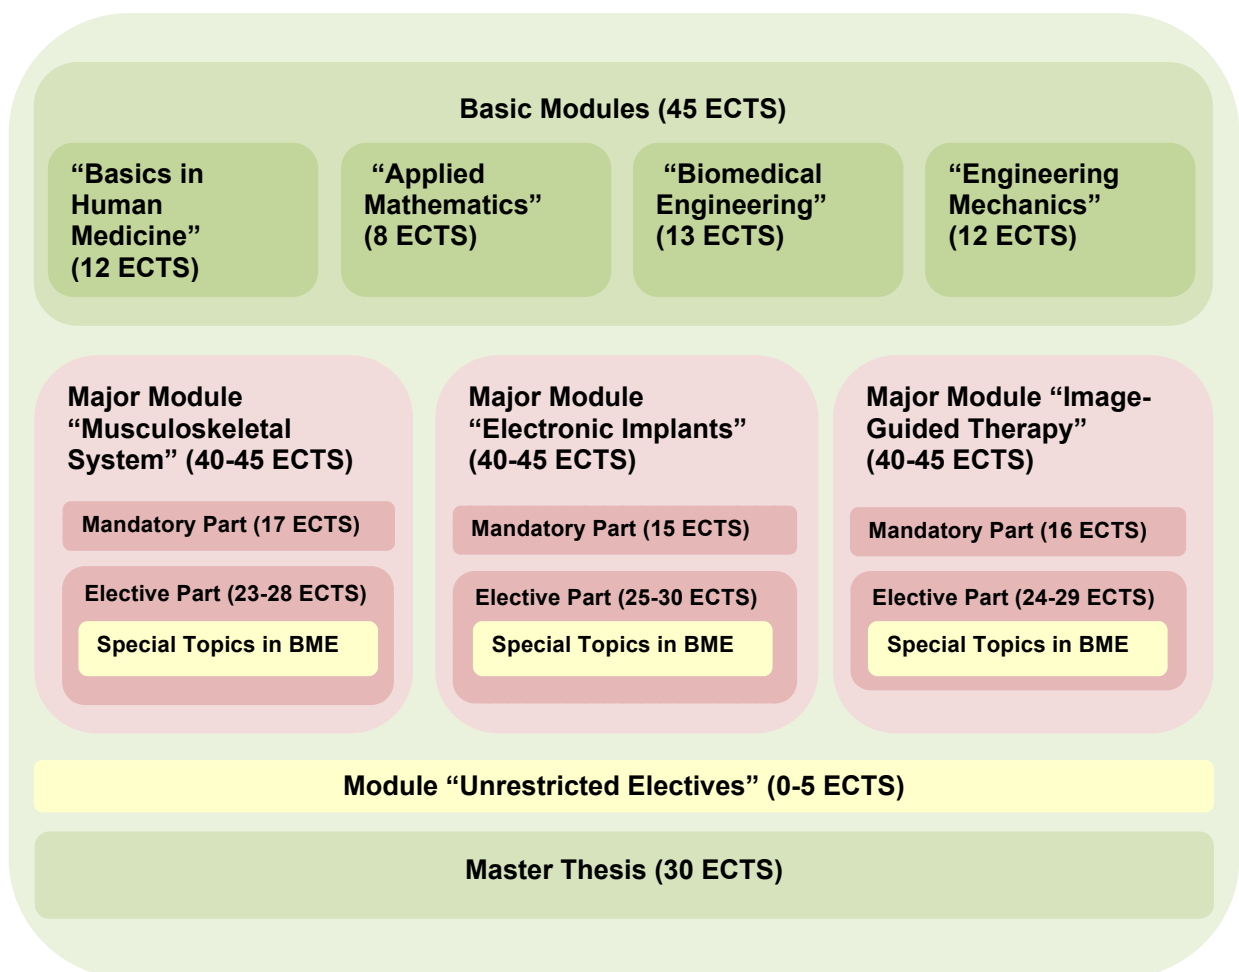 Basic Modules (45 ECTS)
“Basics in
Human
Medicine”
(12 ECTS)
“Applied
Mathematics”
(8 ECTS)
“Biomedical
Engineering”
(13 ECTS)
“Engineering
Mechanics”
(12 ECTS)
Major Module
“Musculoskeletal
System” (40-45 ECTS)
Mandatory Part (17 ECTS)
Elective Part (23-28 ECTS)
Special Topics in BME
Major Module
“Electronic Implants”
(40-45 ECTS)
Mandatory Part (15 ECTS)
Elective Part (25-30 ECTS)
Special Topics in BME
Major Module “Image-
Guided Therapy”
(40-45 ECTS)
Mandatory Part (16 ECTS)
Elective Part (24-29 ECTS)
Special Topics in BME
Module “Unrestricted Electives” (0-5 ECTS)
Master Thesis (30 ECTS)